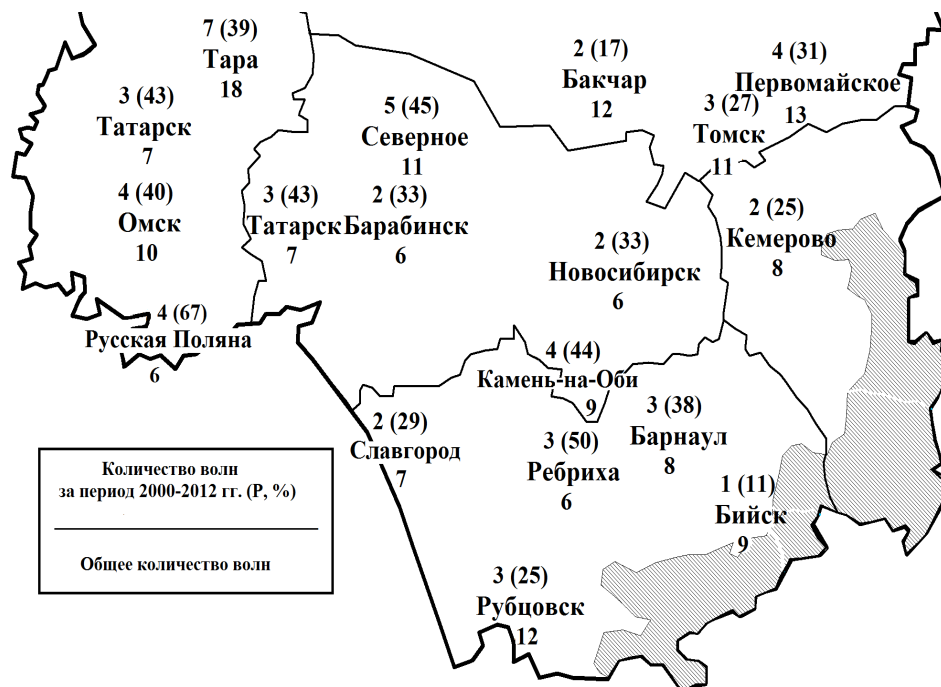 7 (39)
Тара
18
2 (17)
Бакчар
12
4 (31)
Первомайское
13
3 (43)
Татарск
7
5 (45)
Северное
11
3 (27)
Томск
11
4 (40)
Омск
10
3 (43)
Татарск
7
2 (33)
Барабинск
6
2 (25)
Кемерово
8
2 (33)
Новосибирск
6
4 (67)
Русская Поляна
6
4 (44)
Камень-на-Оби
9
2 (29)
Славгород
7
3 (50)
Ребриха
6
3 (38)
Барнаул
8
1 (11)
Бийск
9
3 (25)
Рубцовск
12
Количество волн
за период 2000-2012 гг. (P, %)
Общее количество волн